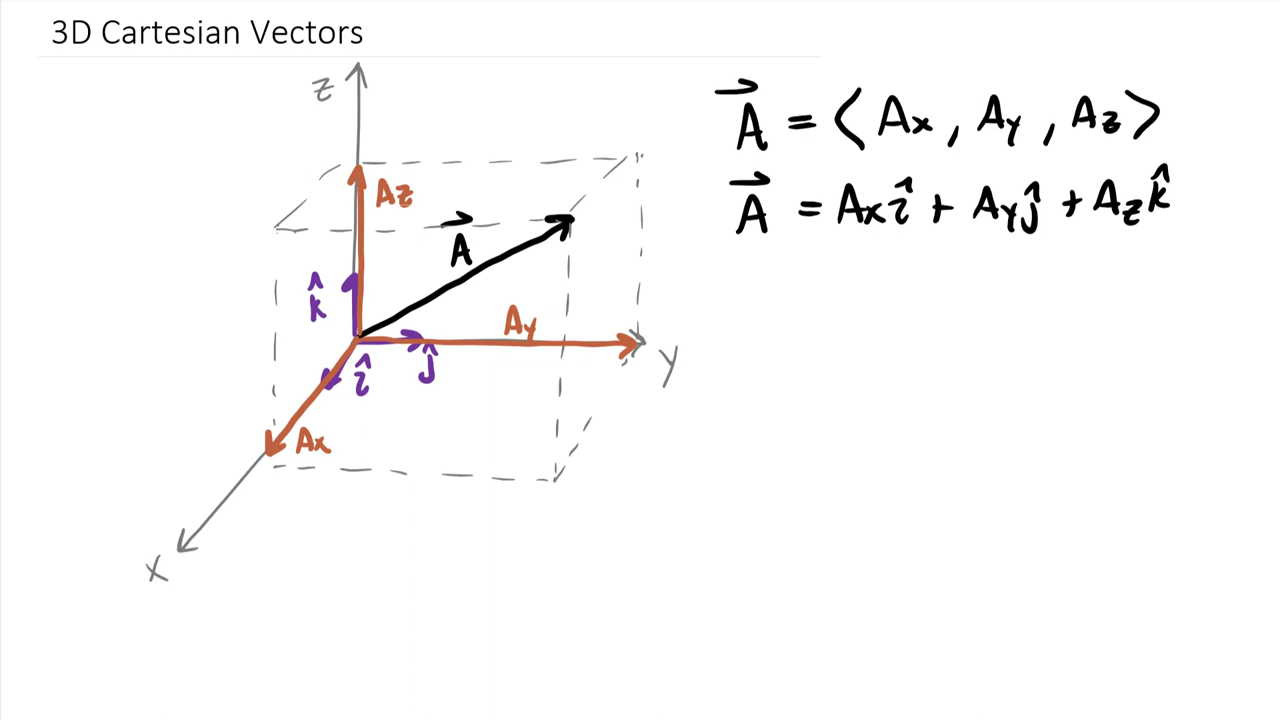 3D Cartesian Vectors
z
A⃗ = ⟨ Ax , Ay , Az ⟩
A⃗ = Axî + Ayĵ + Azk̂
Az
A⃗
k̂
Ay
y
î
ĵ
Ax
x